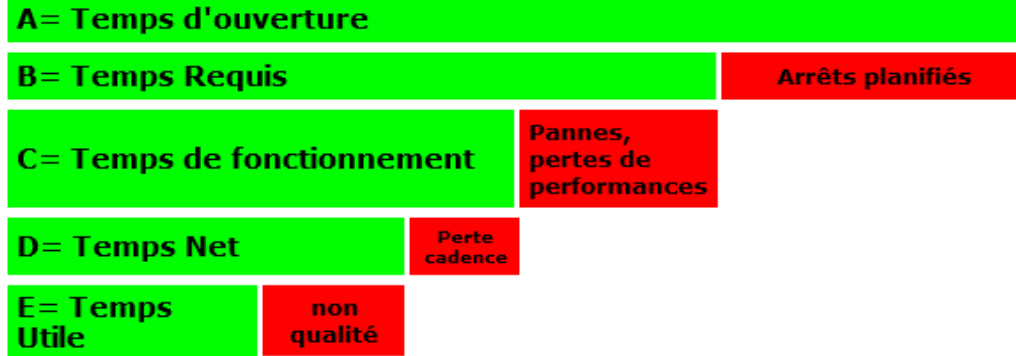 A= Temps d'ouverture
B= Temps Requis
Arrêts planifiés
C= Temps de fonctionnement
Pannes,
pertes de
performances
D= Temps Net
Perte
cadence
E= Temps
Utile
non
qualité